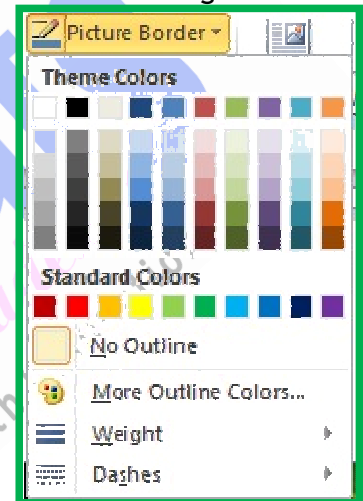 Picture Border
Theme Colors
Standard Colors
No Outline
More Outline Colors...
Weight
Dashes